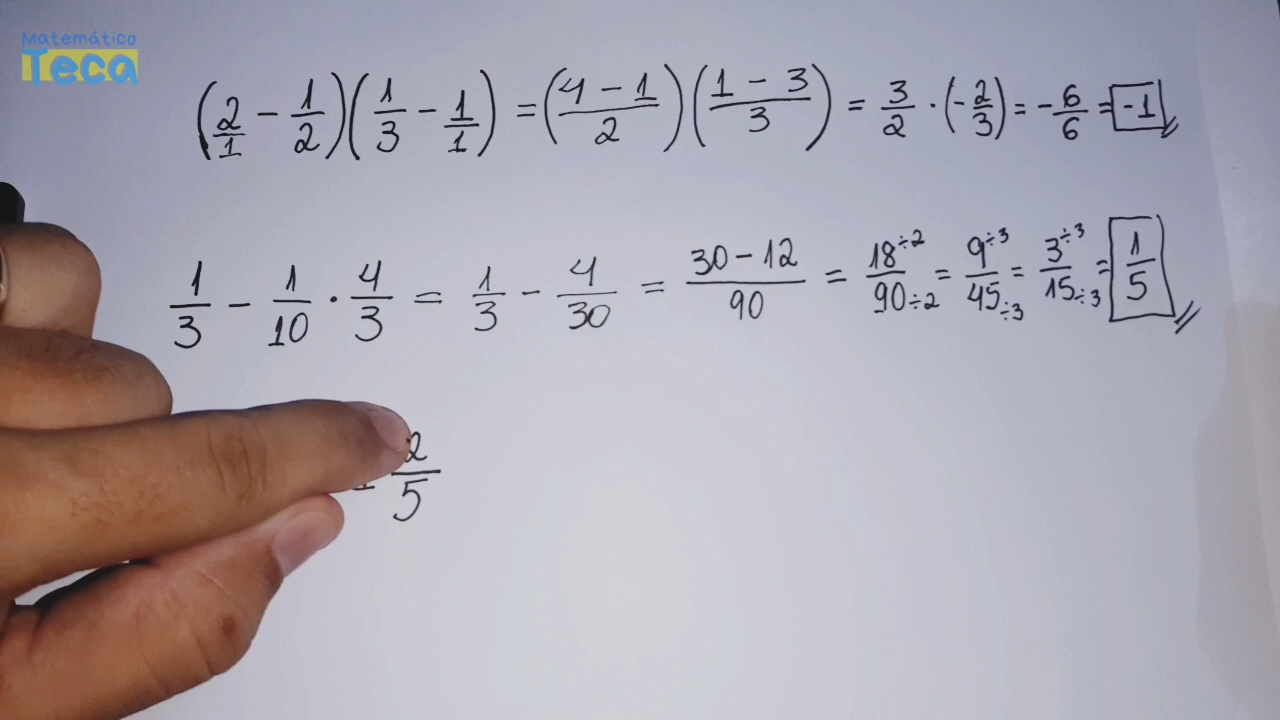 Matemático
Teca
(2/1 - 1/2)(1/3 - 1/1) = (4 - 1/2)(1 - 3/3) = 3/2 · (-2/3) = -6/6 = -1
1/3 - 1/10 · 4/3 = 1/3 - 4/30 = 30 - 12/90 = 18÷2/90÷2 = 9÷3/45÷3 = 3÷3/15÷3 = 1/5
2/5